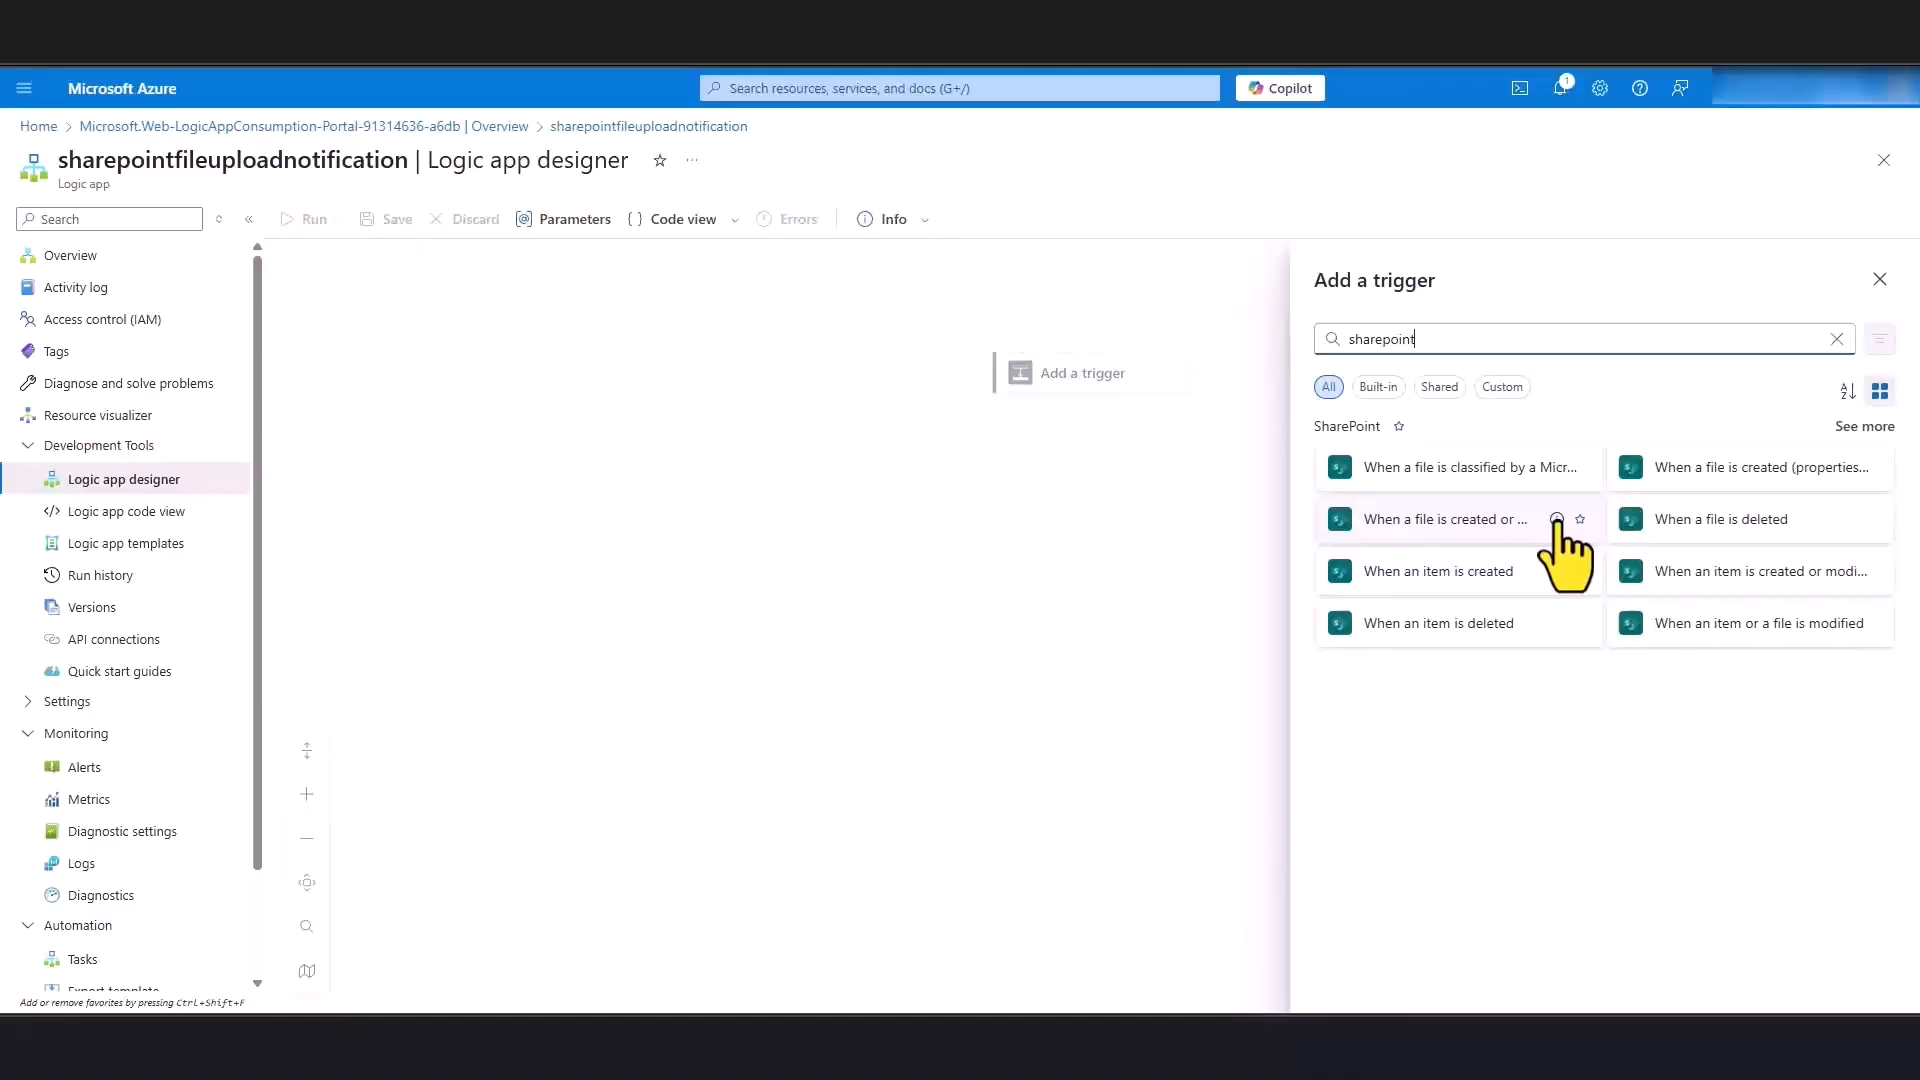 Microsoft Azure
Search resources, services, and docs (G+/)
Copilot
1
Home > Microsoft.Web-LogicAppConsumption-Portal-91314636-a6db | Overview > sharepointfileuploadnotification
sharepointfileuploadnotification | Logic app designer
Logic app
Search
Run
Save
Discard
Parameters
Code view
Errors
Info
Overview
Activity log
Access control (IAM)
Tags
Diagnose and solve problems
Resource visualizer
Development Tools
Logic app designer
Logic app code view
Logic app templates
Run history
Versions
API connections
Quick start guides
Settings
Monitoring
Alerts
Metrics
Diagnostic settings
Logs
Diagnostics
Automation
Tasks
Export template
Add or remove favorites by pressing Ctrl+Shift+F
Add a trigger
Add a trigger
sharepoint
All
Built-in
Shared
Custom
SharePoint
See more
When a file is classified by a Micr...
When a file is created (properties...
When a file is created or ...
When a file is deleted
When an item is created
When an item is created or modi...
When an item is deleted
When an item or a file is modified